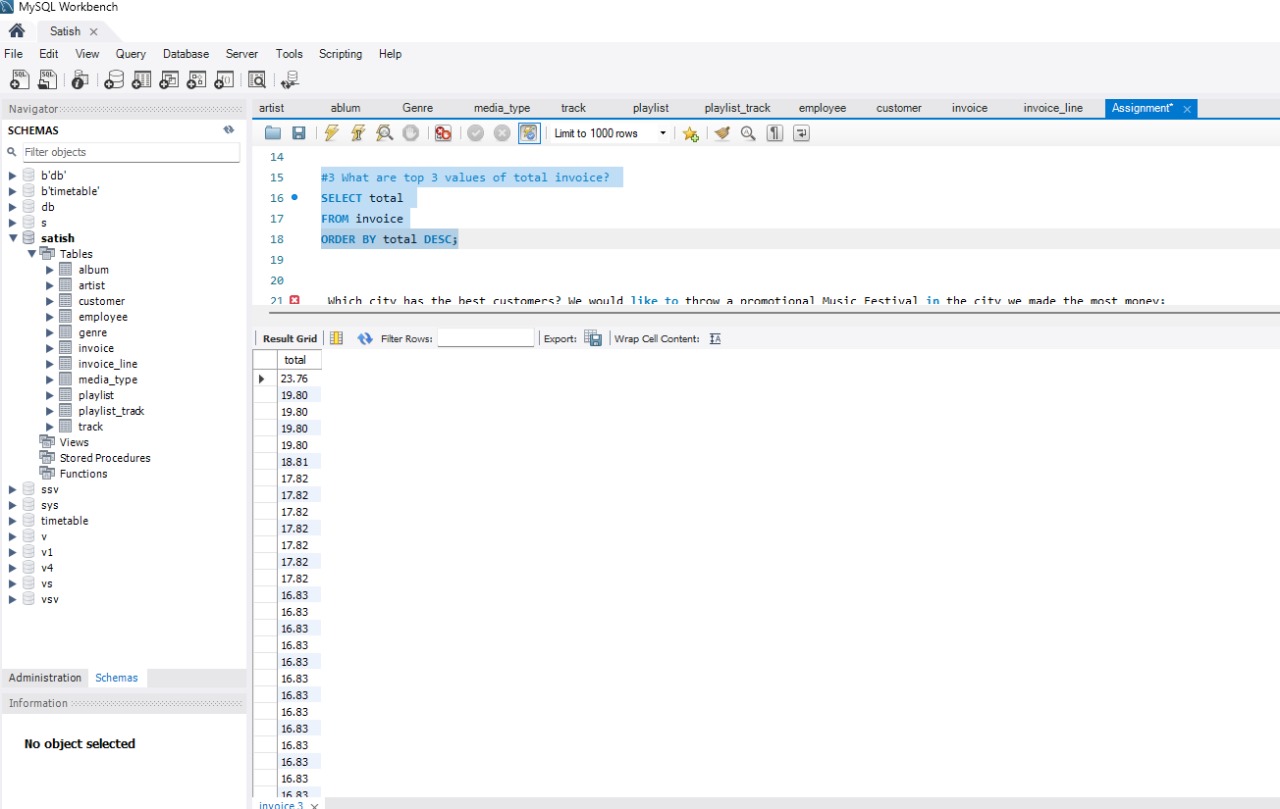 MySQL Workbench
Satish
File Edit View Query Database Server Tools Scripting Help
Navigator
SCHEMAS
Filter objects
b'db'
b'timetable'
db
s
satish
Tables
album
artist
customer
employee
genre
invoice
invoice_line
media_type
playlist
playlist_track
track
Views
Stored Procedures
Functions
ssv
sys
timetable
v
v1
v4
vs
vsv
Administration Schemas
Information
No object selected
artist ablum Genre media_type track playlist playlist_track employee customer invoice invoice_line Assignment*
Limit to 1000 rows
14
15 #3 What are top 3 values of total invoice?
16 SELECT total
17 FROM invoice
18 ORDER BY total DESC;
19
20
21 Which city has the best customers? We would like to throw a promotional Music Festival in the city we made the most money:
Result Grid Filter Rows: Export: Wrap Cell Content:
total
23.76
19.80
19.80
19.80
19.80
18.81
17.82
17.82
17.82
17.82
17.82
17.82
17.82
16.83
16.83
16.83
16.83
16.83
16.83
16.83
16.83
16.83
16.83
16.83
16.83
16.83
invoice 3